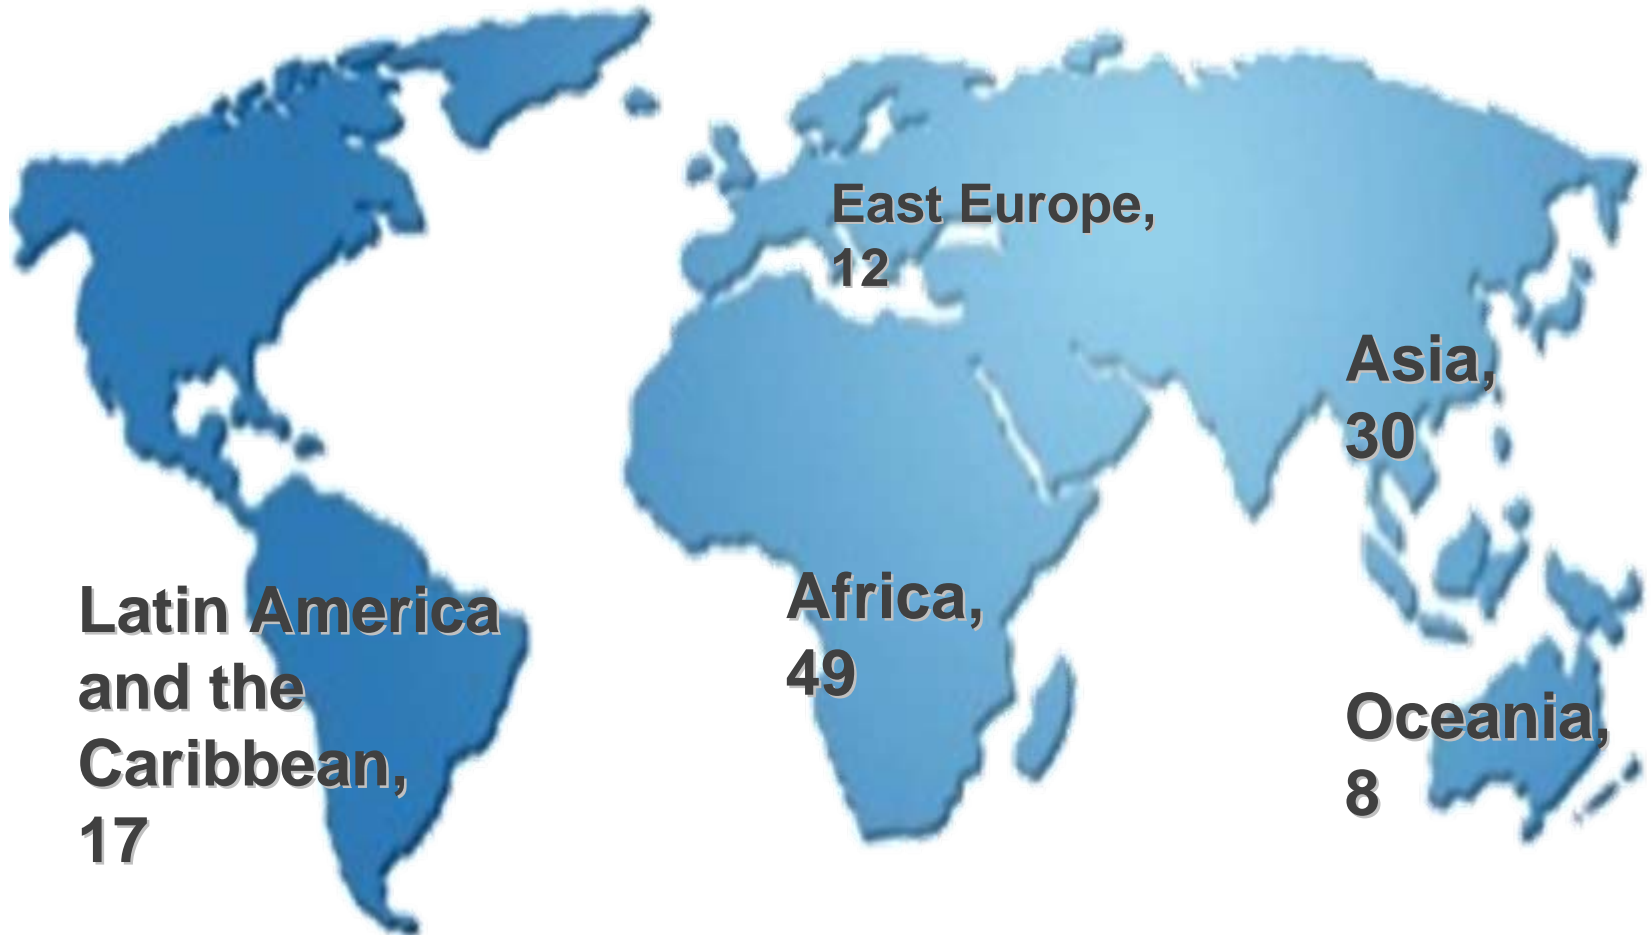 East Europe,
12
Asia,
30
Latin America
and the
Caribbean,
17
Africa,
49
Oceania,
8